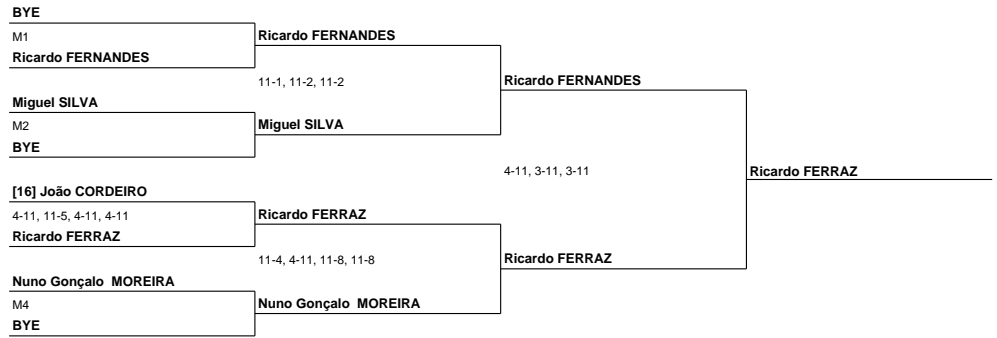 BYE
M1
Ricardo FERNANDES
Ricardo FERNANDES
11-1, 11-2, 11-2
Ricardo FERNANDES
Miguel SILVA
M2
Miguel SILVA
BYE
4-11, 3-11, 3-11
Ricardo FERRAZ
[16] João CORDEIRO
4-11, 11-5, 4-11, 4-11
Ricardo FERRAZ
Ricardo FERRAZ
11-4, 4-11, 11-8, 11-8
Ricardo FERRAZ
Nuno Gonçalo  MOREIRA
M4
Nuno Gonçalo  MOREIRA
BYE